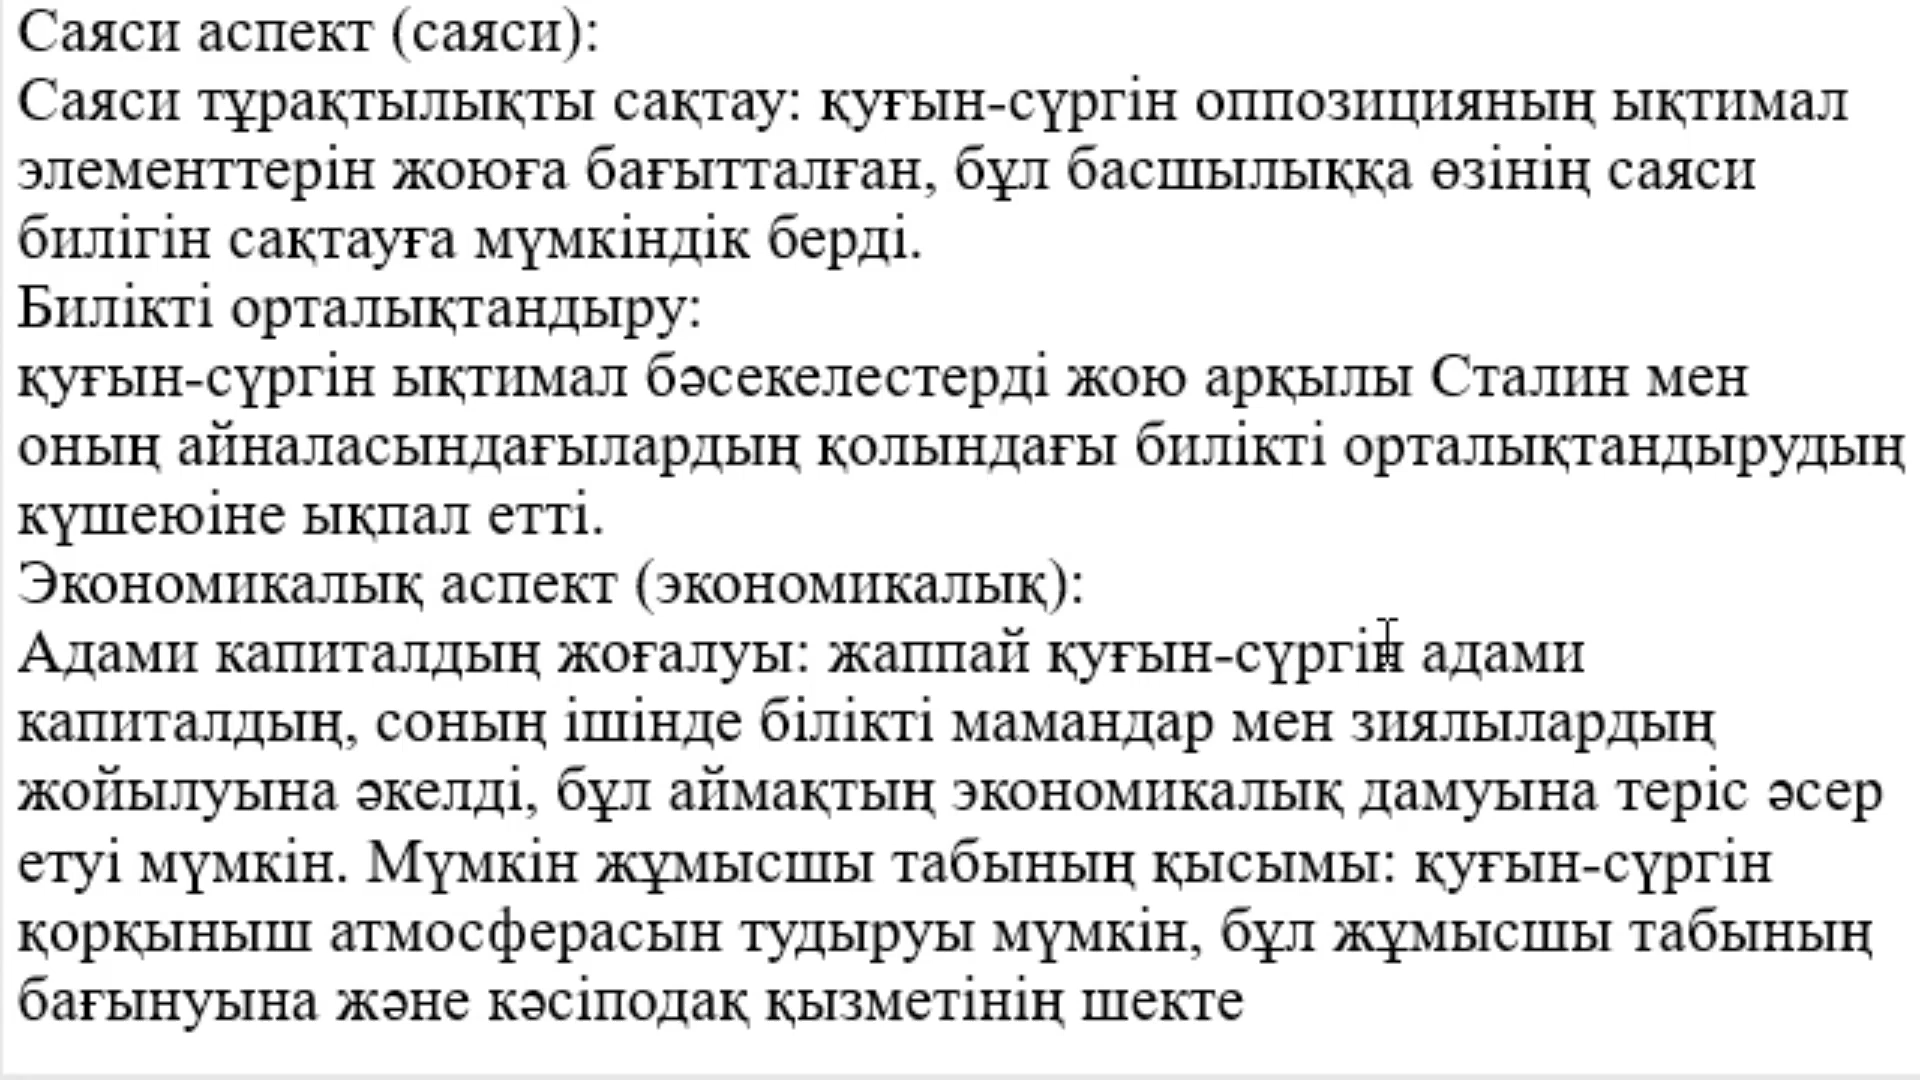 Саяси аспект (саяси):
Саяси тұрақтылықты сақтау: қуғын-сүргін оппозицияның ықтимал
элементтерін жоюға бағытталған, бұл басшылыққа өзінің саяси
билігін сақтауға мүмкіндік берді.
Билікті орталықтандыру:
қуғын-сүргін ықтимал бәсекелестерді жою арқылы Сталин мен
оның айналасындағылардың қолындағы билікті орталықтандырудың
күшеюіне ықпал етті.
Экономикалық аспект (экономикалық):
Адами капиталдың жоғалуы: жаппай қуғын-сүргін адами
капиталдың, соның ішінде білікті мамандар мен зиялылардың
жойылуына әкелді, бұл аймақтың экономикалық дамуына теріс әсер
етуі мүмкін. Мүмкін жұмысшы табының қысымы: қуғын-сүргін
қорқыныш атмосферасын тудыруы мүмкін, бұл жұмысшы табының
бағынуына және кәсіподақ қызметінің шекте